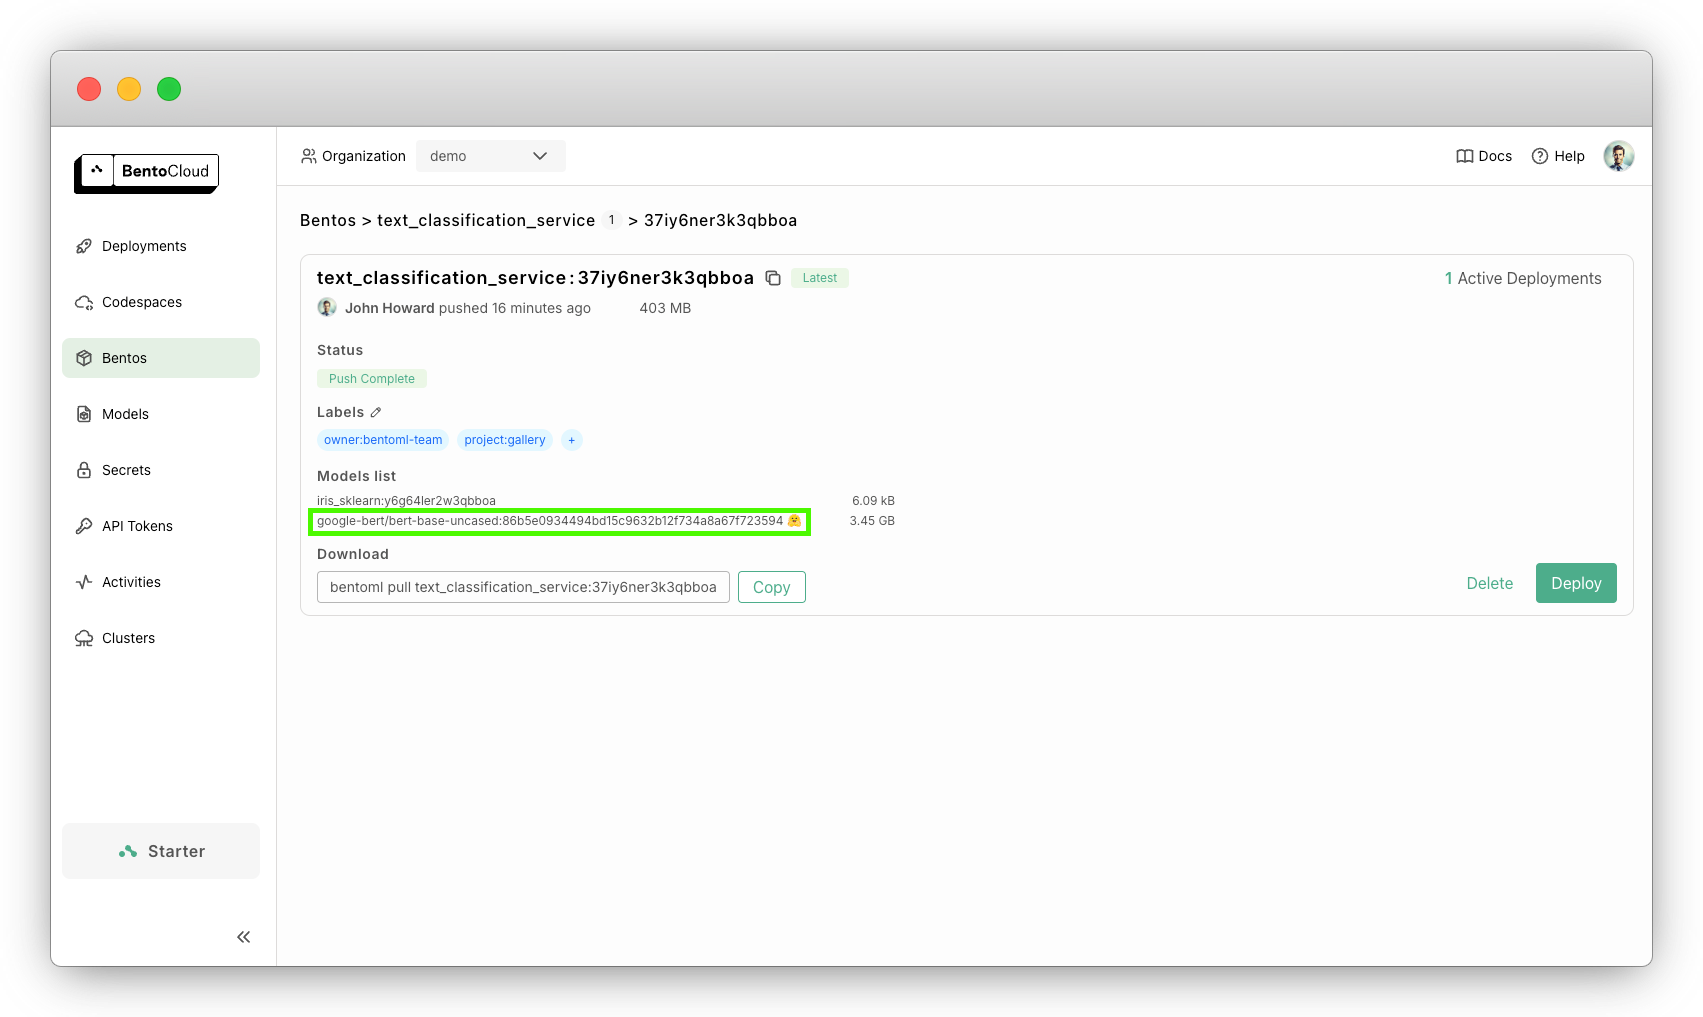 BentoCloud
Organization demo
Docs Help
Deployments
Codespaces
Bentos
Models
Secrets
API Tokens
Activities
Clusters
Starter
Bentos > text_classification_service 1 > 37iy6ner3k3qbboa
text_classification_service:37iy6ner3k3qbboa Latest
1 Active Deployments
John Howard pushed 16 minutes ago 403 MB
Status
Push Complete
Labels
owner:bentoml-team project:gallery +
Models list
iris_sklearn:y6g64ler2w3qbboa 6.09 kB
google-bert/bert-base-uncased:86b5e0934494bd15c9632b12f734a8a67f723594 🤗 3.45 GB
Download
bentoml pull text_classification_service:37iy6ner3k3qbboa Copy
Delete Deploy